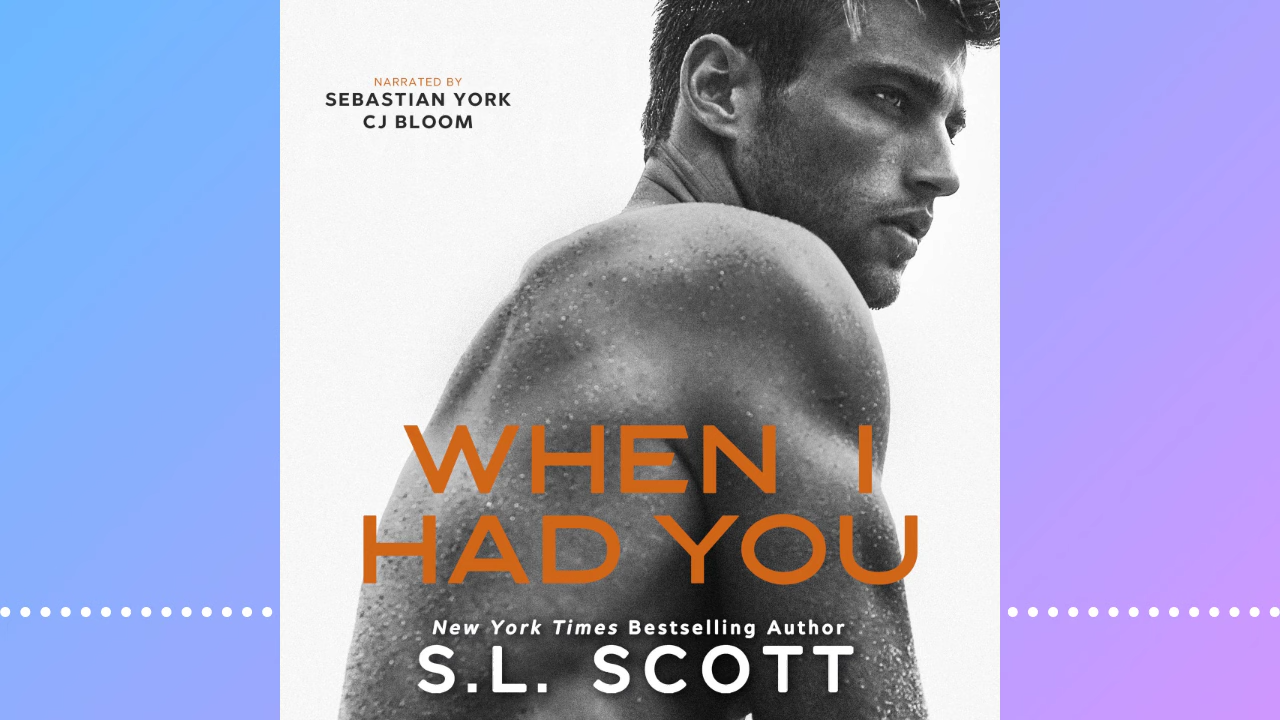 NARRATED BY
SEBASTIAN YORK
CJ BLOOM
WHEN I
HAD YOU
New York Times Bestselling Author
S.L. SCOTT